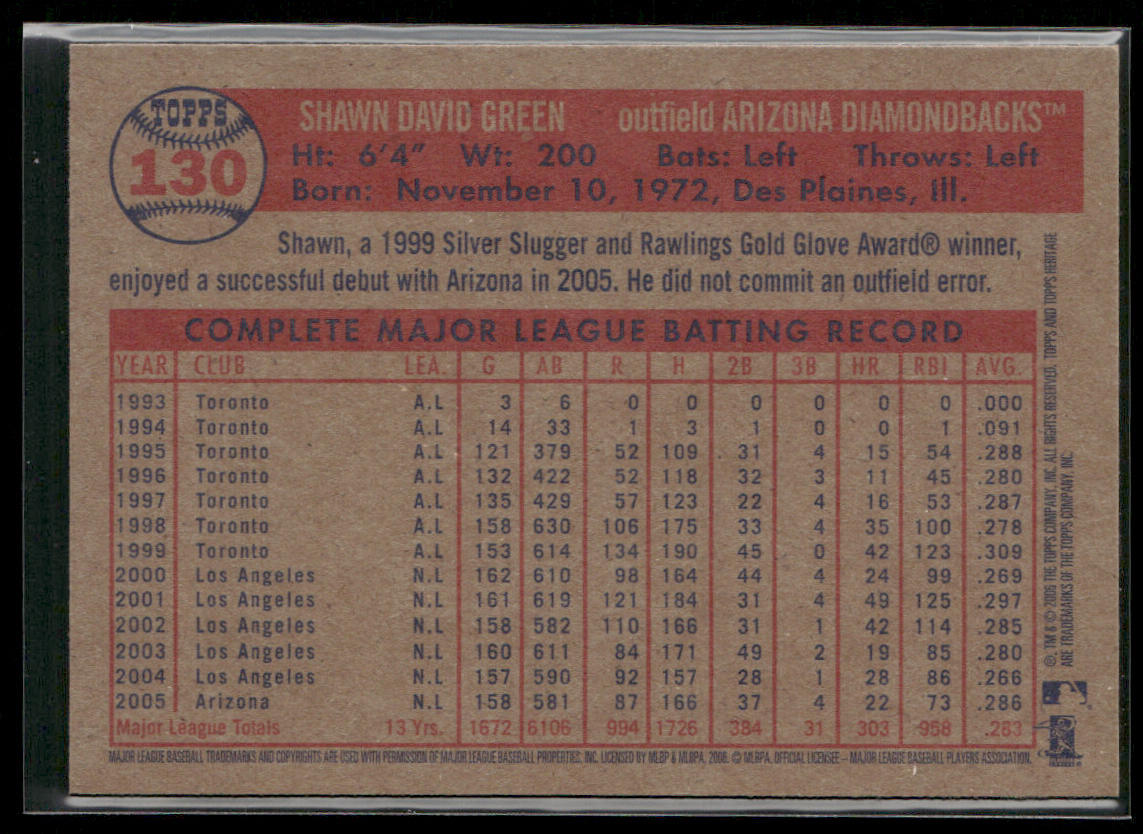 TOPPS
130
SHAWN DAVID GREEN outfield ARIZONA DIAMONDBACKS™
Ht: 6'4" Wt: 200 Bats: Left Throws: Left
Born: November 10, 1972, Des Plaines, Ill.
Shawn, a 1999 Silver Slugger and Rawlings Gold Glove Award® winner,
enjoyed a successful debut with Arizona in 2005. He did not commit an outfield error.
COMPLETE MAJOR LEAGUE BATTING RECORD
YEAR CLUB LEA. G AB R H 2B 3B HR RBI AVG.
1993 Toronto A.L 3 6 0 0 0 0 0 0 .000
1994 Toronto A.L 14 33 1 3 1 0 0 1 .091
1995 Toronto A.L 121 379 52 109 31 4 15 54 .288
1996 Toronto A.L 132 422 52 118 32 3 11 45 .280
1997 Toronto A.L 135 429 57 123 22 4 16 53 .287
1998 Toronto A.L 158 630 106 175 33 4 35 100 .278
1999 Toronto A.L 153 614 134 190 45 0 42 123 .309
2000 Los Angeles N.L 162 610 98 164 44 4 24 99 .269
2001 Los Angeles N.L 161 619 121 184 31 4 49 125 .297
2002 Los Angeles N.L 158 582 110 166 31 1 42 114 .285
2003 Los Angeles N.L 160 611 84 171 49 2 19 85 .280
2004 Los Angeles N.L 157 590 92 157 28 1 28 86 .266
2005 Arizona N.L 158 581 87 166 37 4 22 73 .286
Major League Totals 13 Yrs. 1672 6106 994 1726 384 31 303 958 .283
MAJOR LEAGUE BASEBALL TRADEMARKS AND COPYRIGHTS ARE USED WITH PERMISSION OF MAJOR LEAGUE BASEBALL PROPERTIES, INC. LICENSED BY MLBP & MLBPA, 2006. © MLBPA, OFFICIAL LICENSEE – MAJOR LEAGUE BASEBALL PLAYERS ASSOCIATION.
®, TM & © 2006 THE TOPPS COMPANY, INC. ALL RIGHTS RESERVED. TOPPS AND TOPPS HERITAGE
ARE TRADEMARKS OF THE TOPPS COMPANY, INC.